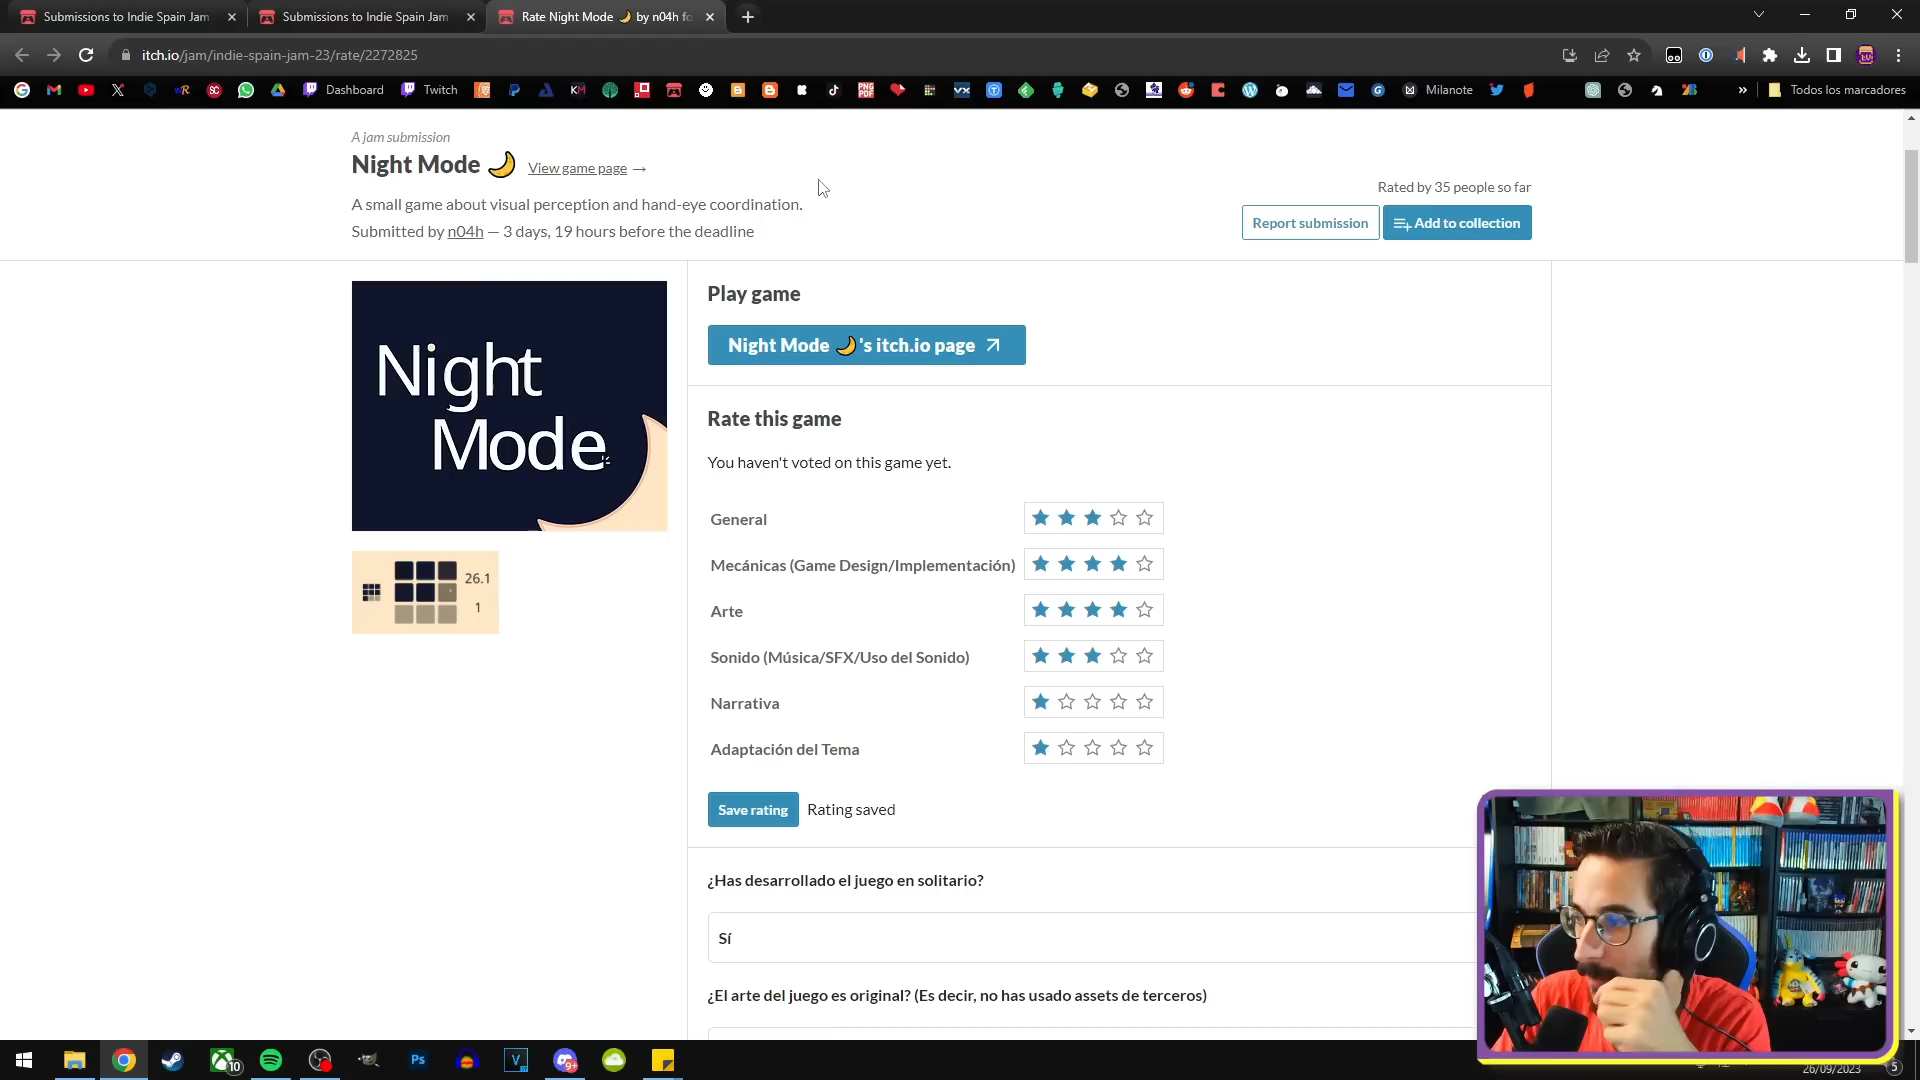 Submissions to Indie Spain Jam
Submissions to Indie Spain Jam
Rate Night Mode 🌙 by n04h fo
itch.io/jam/indie-spain-jam-23/rate/2272825
Dashboard
Twitch
Milanote
Todos los marcadores
A jam submission
Night Mode 🌙 View game page →
A small game about visual perception and hand-eye coordination.
Submitted by n04h — 3 days, 19 hours before the deadline
Rated by 35 people so far
Report submission
Add to collection
Night
Mode
26.1
1
Play game
Night Mode 🌙's itch.io page
Rate this game
You haven't voted on this game yet.
General
Mecánicas (Game Design/Implementación)
Arte
Sonido (Música/SFX/Uso del Sonido)
Narrativa
Adaptación del Tema
Save rating Rating saved
¿Has desarrollado el juego en solitario?
Sí
¿El arte del juego es original? (Es decir, no has usado assets de terceros)
26/09/2023
5